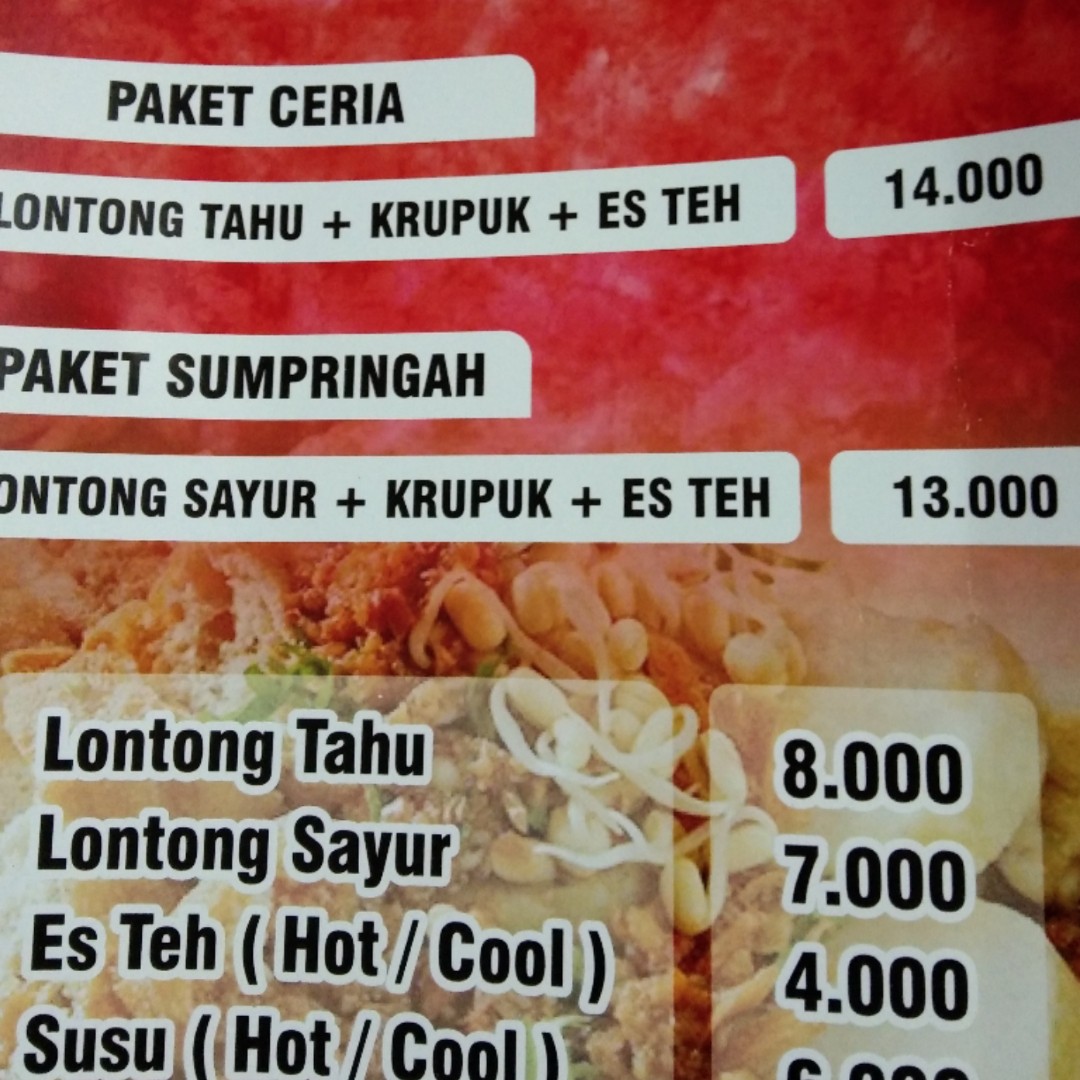 PAKET CERIA
LONTONG TAHU + KRUPUK + ES TEH 14.000
PAKET SUMPRINGAH
ONTONG SAYUR + KRUPUK + ES TEH 13.000
Lontong Tahu 8.000
Lontong Sayur 7.000
Es Teh ( Hot / Cool ) 4.000
Susu ( Hot / Cool )